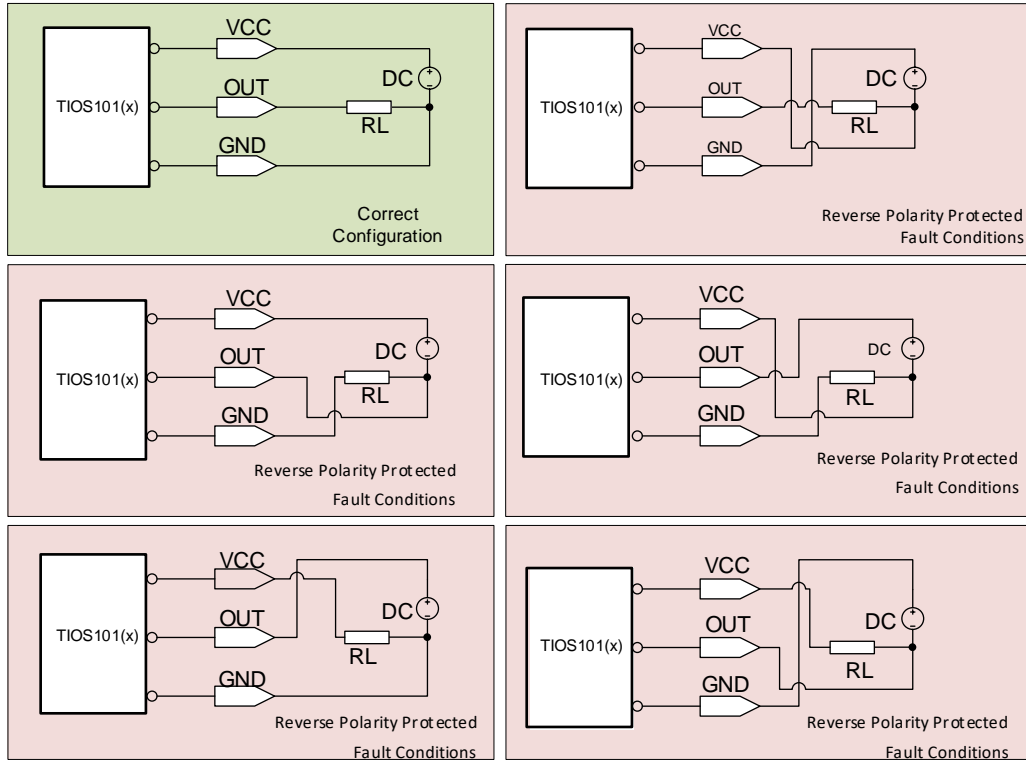 VCC
DC
OUT
TIOS101(x)
RL
GND
Correct
Configuration
VCC
DC
OUT
TIOS101(x)
RL
GND
Reverse Polarity Protected
Fault Conditions
VCC
DC
OUT
TIOS101(x)
RL
GND
Reverse Polarity Protected
Fault Conditions
VCC
DC
OUT
TIOS101(x)
RL
GND
Reverse Polarity Protected
Fault Conditions
VCC
DC
OUT
TIOS101(x)
RL
GND
Reverse Polarity Protected
Fault Conditions
VCC
DC
OUT
TIOS101(x)
RL
GND
Reverse Polarity Protected
Fault Conditions